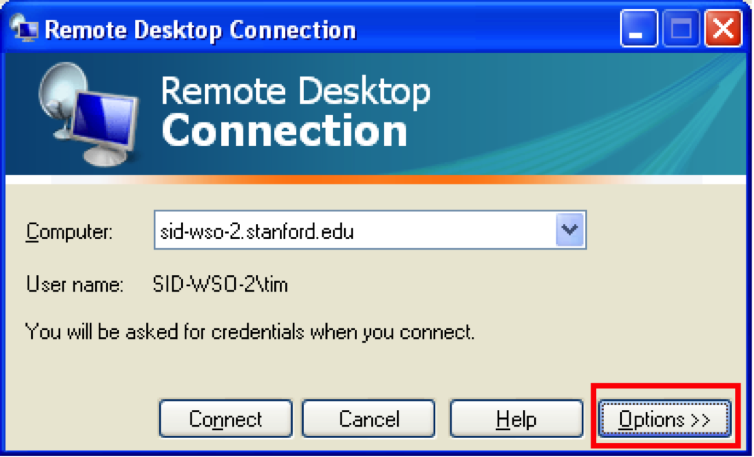 Remote Desktop Connection
Remote Desktop
Connection
Computer: sid-wso-2.stanford.edu
User name: SID-WSO-2\tim
You will be asked for credentials when you connect.
Connect Cancel Help Options >>